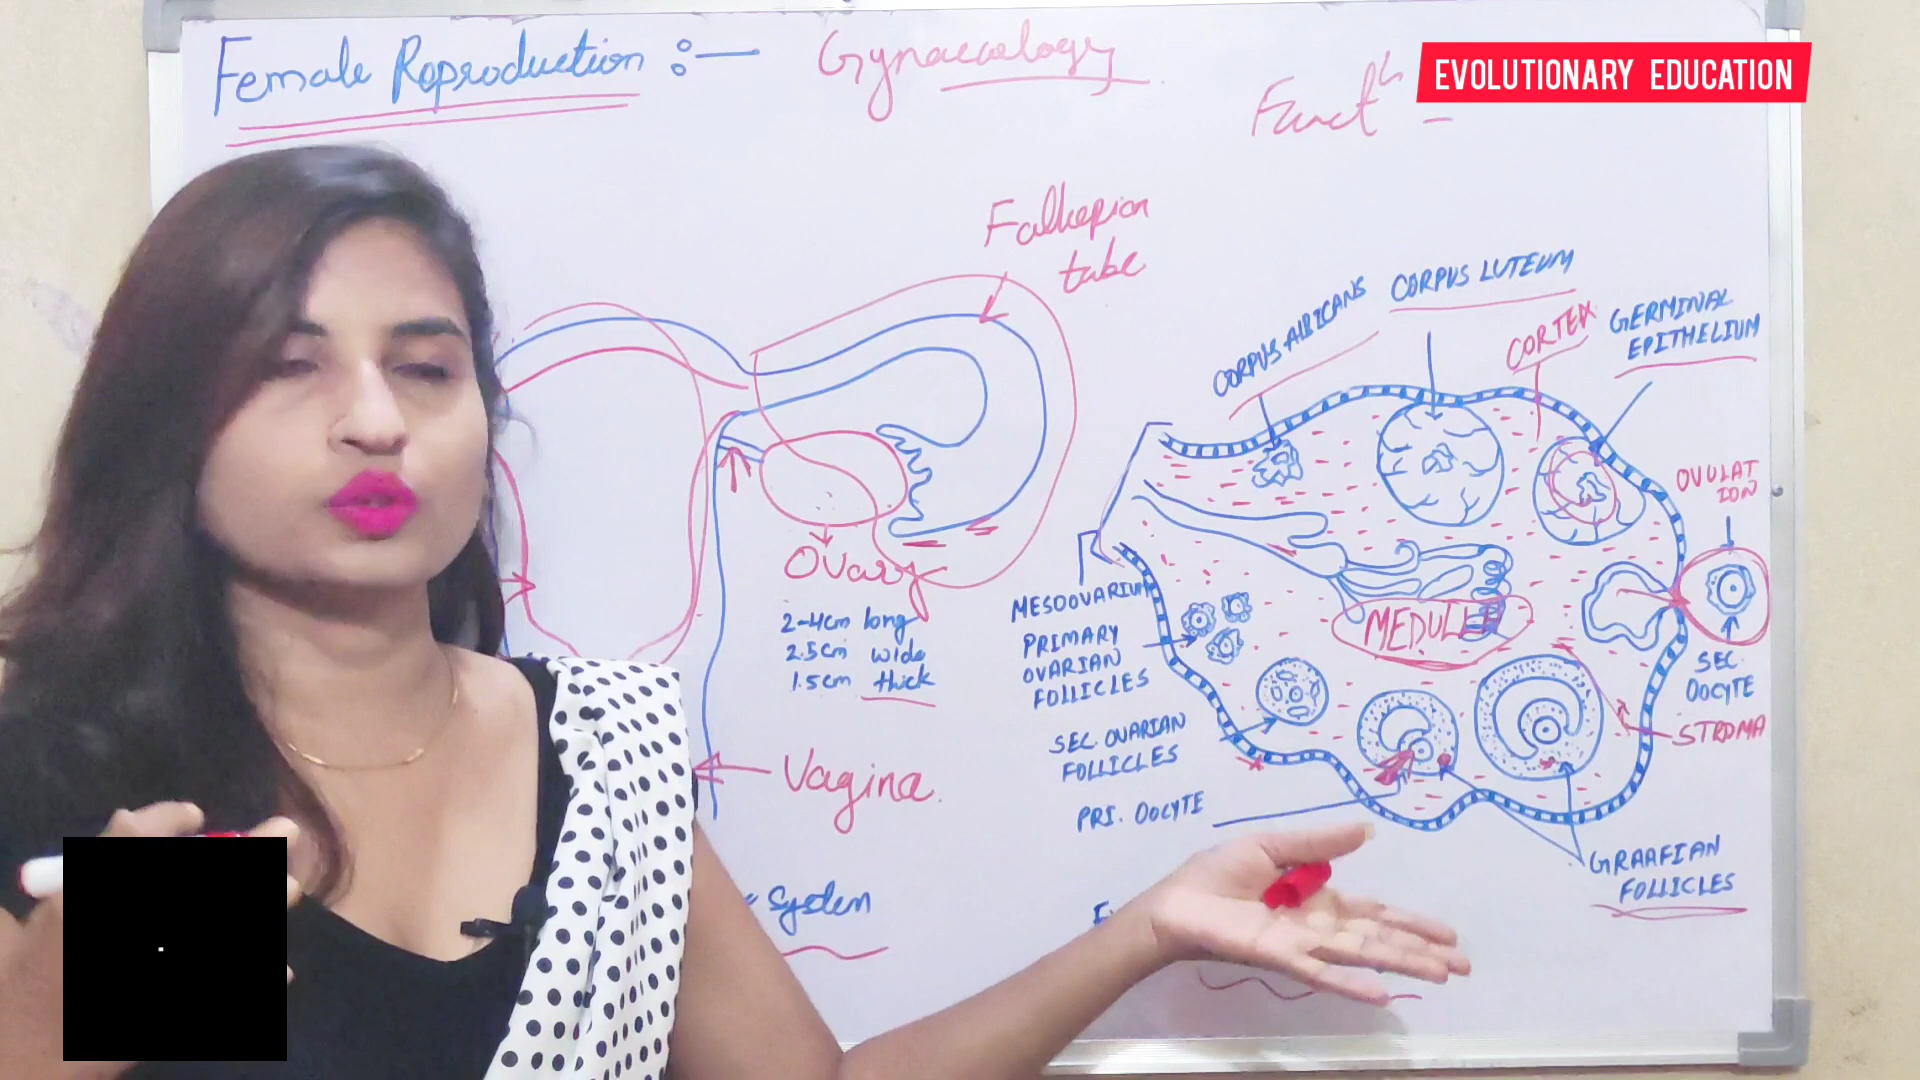 Female Reproduction :—
Gynaecology
Functh –
EVOLUTIONARY EDUCATION
Fallopian
tube
CORPUS ALBICANS
CORPUS LUTEUM
CORTEX
GERMINAL
EPITHELIUM
OVULAT
ION
Ovary
2-4cm long
2.5cm wide
1.5cm thick
MESOOVARIUM
PRIMARY
OVARIAN
FOLLICLES
MEDULLA
SEC.
OOCYTE
STROMA
SEC. OVARIAN
FOLLICLES
Vagina.
PRI. OOCYTE
GRAAFIAN
FOLLICLES
System